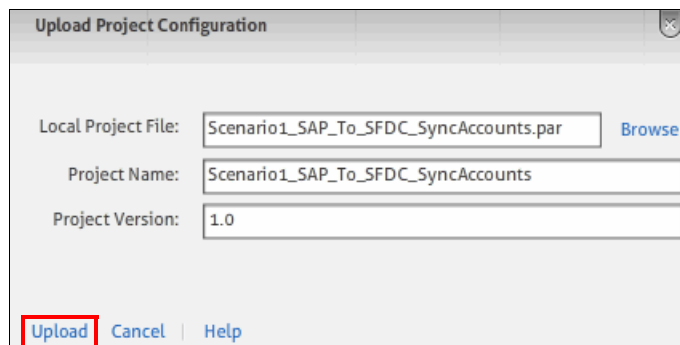 Upload Project Configuration
Local Project File: Scenario1_SAP_To_SFDC_SyncAccounts.par Browse
Project Name: Scenario1_SAP_To_SFDC_SyncAccounts
Project Version: 1.0
Upload Cancel | Help